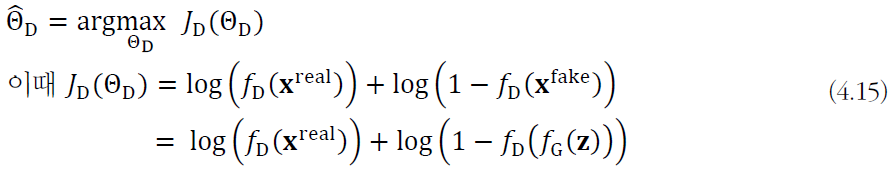 Θ̂_D = argmax_{Θ_D} J_D(Θ_D)
이때 J_D(Θ_D) = log(f_D(𝐱^real)) + log(1 − f_D(𝐱^fake)) (4.15)
= log(f_D(𝐱^real)) + log(1 − f_D(f_G(𝐳)))